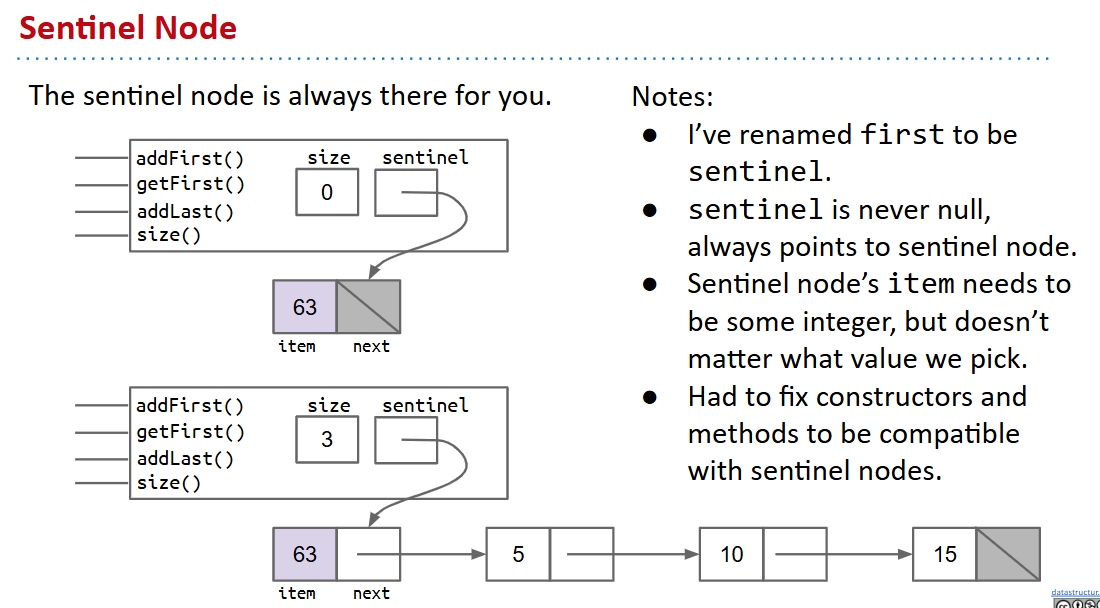 Sentinel Node
The sentinel node is always there for you.
addFirst()
getFirst()
addLast()
size()
size
0
sentinel
63
item
next
addFirst()
getFirst()
addLast()
size()
size
3
sentinel
63
item
next
5
10
15
Notes:
● I’ve renamed first to be
sentinel.
● sentinel is never null,
always points to sentinel node.
● Sentinel node’s item needs to
be some integer, but doesn’t
matter what value we pick.
● Had to fix constructors and
methods to be compatible
with sentinel nodes.
datastructur.